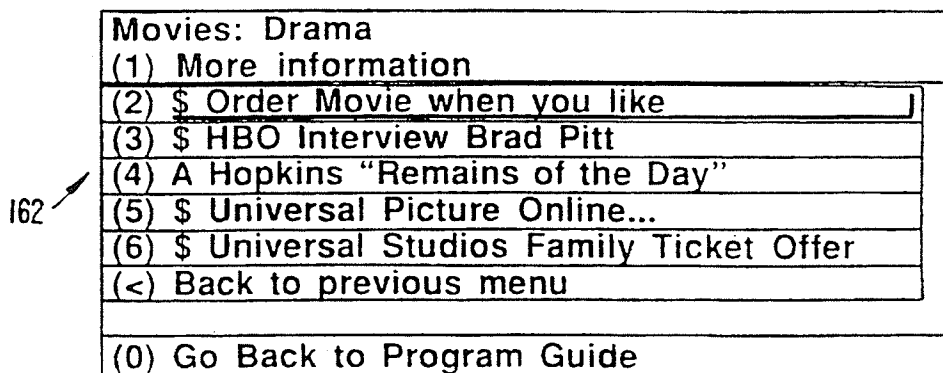 Movies: Drama
(1) More information
(2) $ Order Movie when you like
(3) $ HBO Interview Brad Pitt
(4) A Hopkins “Remains of the Day”
162
(5) $ Universal Picture Online...
(6) $ Universal Studios Family Ticket Offer
(<) Back to previous menu
(0) Go Back to Program Guide